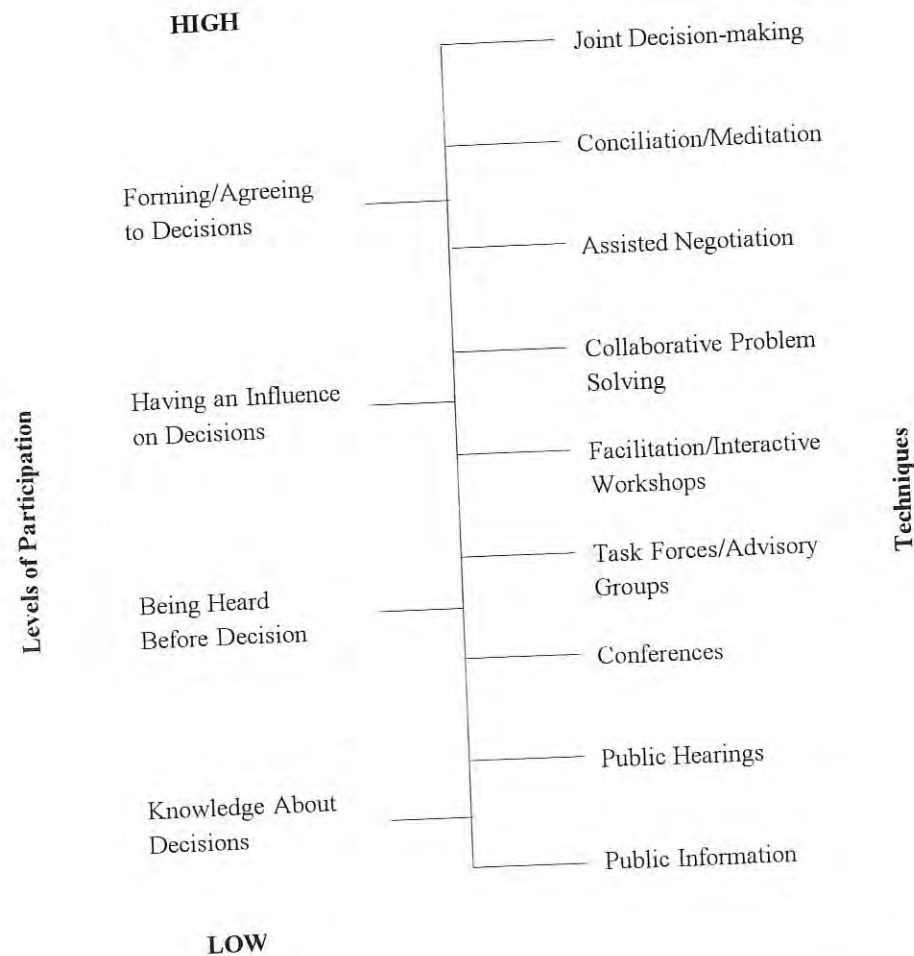 HIGH
Joint Decision-making
Conciliation/Meditation
Forming/Agreeing
to Decisions
Assisted Negotiation
Collaborative Problem
Solving
Having an Influence
on Decisions
Facilitation/Interactive
Workshops
Levels of Participation
Techniques
Task Forces/Advisory
Groups
Being Heard
Before Decision
Conferences
Public Hearings
Knowledge About
Decisions
Public Information
LOW